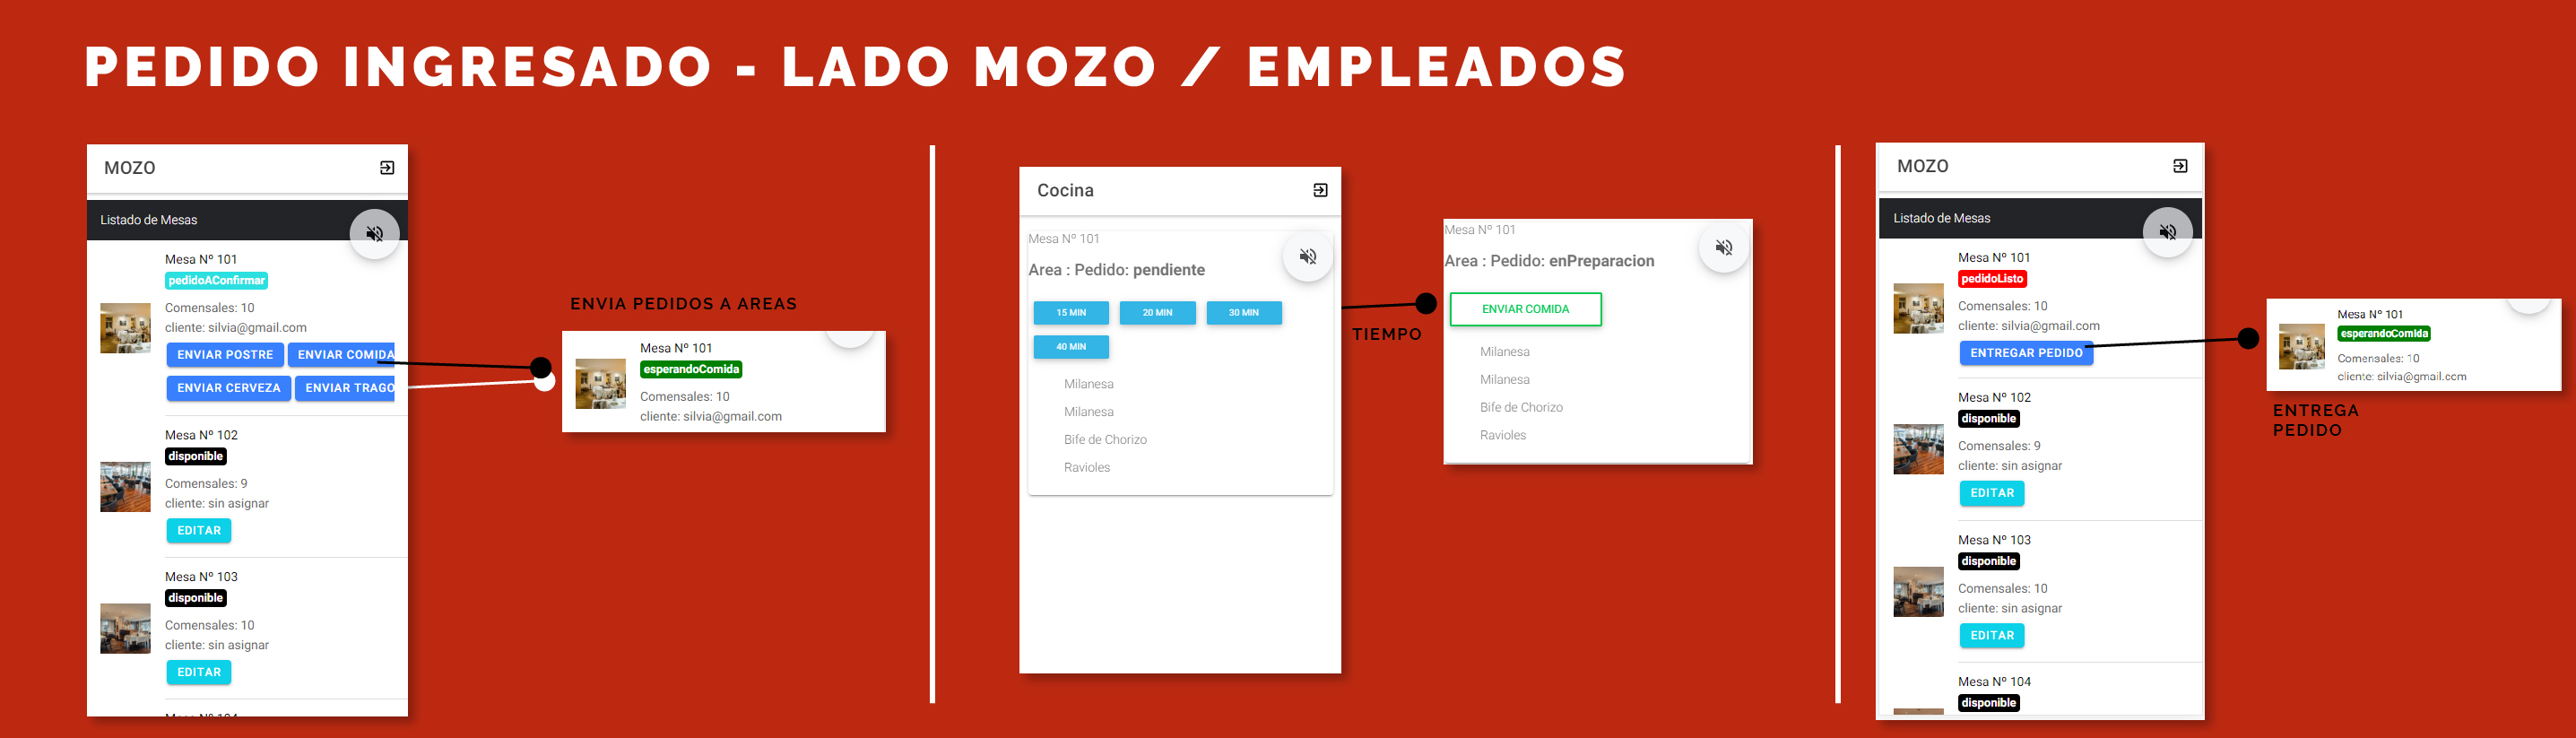 PEDIDO INGRESADO - LADO MOZO / EMPLEADOS
MOZO
Listado de Mesas
Mesa Nº 101
pedidoAConfirmar
Comensales: 10
cliente: silvia@gmail.com
ENVIAR POSTRE
ENVIAR COMIDA
ENVIAR CERVEZA
ENVIAR TRAGO
Mesa Nº 102
disponible
Comensales: 9
cliente: sin asignar
EDITAR
Mesa Nº 103
disponible
Comensales: 10
cliente: sin asignar
EDITAR
Mesa Nº 104
ENVIA PEDIDOS A AREAS
Mesa Nº 101
esperandoComida
Comensales: 10
cliente: silvia@gmail.com
Cocina
Mesa Nº 101
Area : Pedido: pendiente
15 MIN
20 MIN
30 MIN
40 MIN
Milanesa
Milanesa
Bife de Chorizo
Ravioles
TIEMPO
Mesa Nº 101
Area : Pedido: enPreparacion
ENVIAR COMIDA
Milanesa
Milanesa
Bife de Chorizo
Ravioles
MOZO
Listado de Mesas
Mesa Nº 101
pedidoListo
Comensales: 10
cliente: silvia@gmail.com
ENTREGAR PEDIDO
Mesa Nº 102
disponible
Comensales: 9
cliente: sin asignar
EDITAR
Mesa Nº 103
disponible
Comensales: 10
cliente: sin asignar
EDITAR
Mesa Nº 104
disponible
Mesa Nº 101
esperandoComida
Comensales: 10
cliente: silvia@gmail.com
ENTREGA
PEDIDO